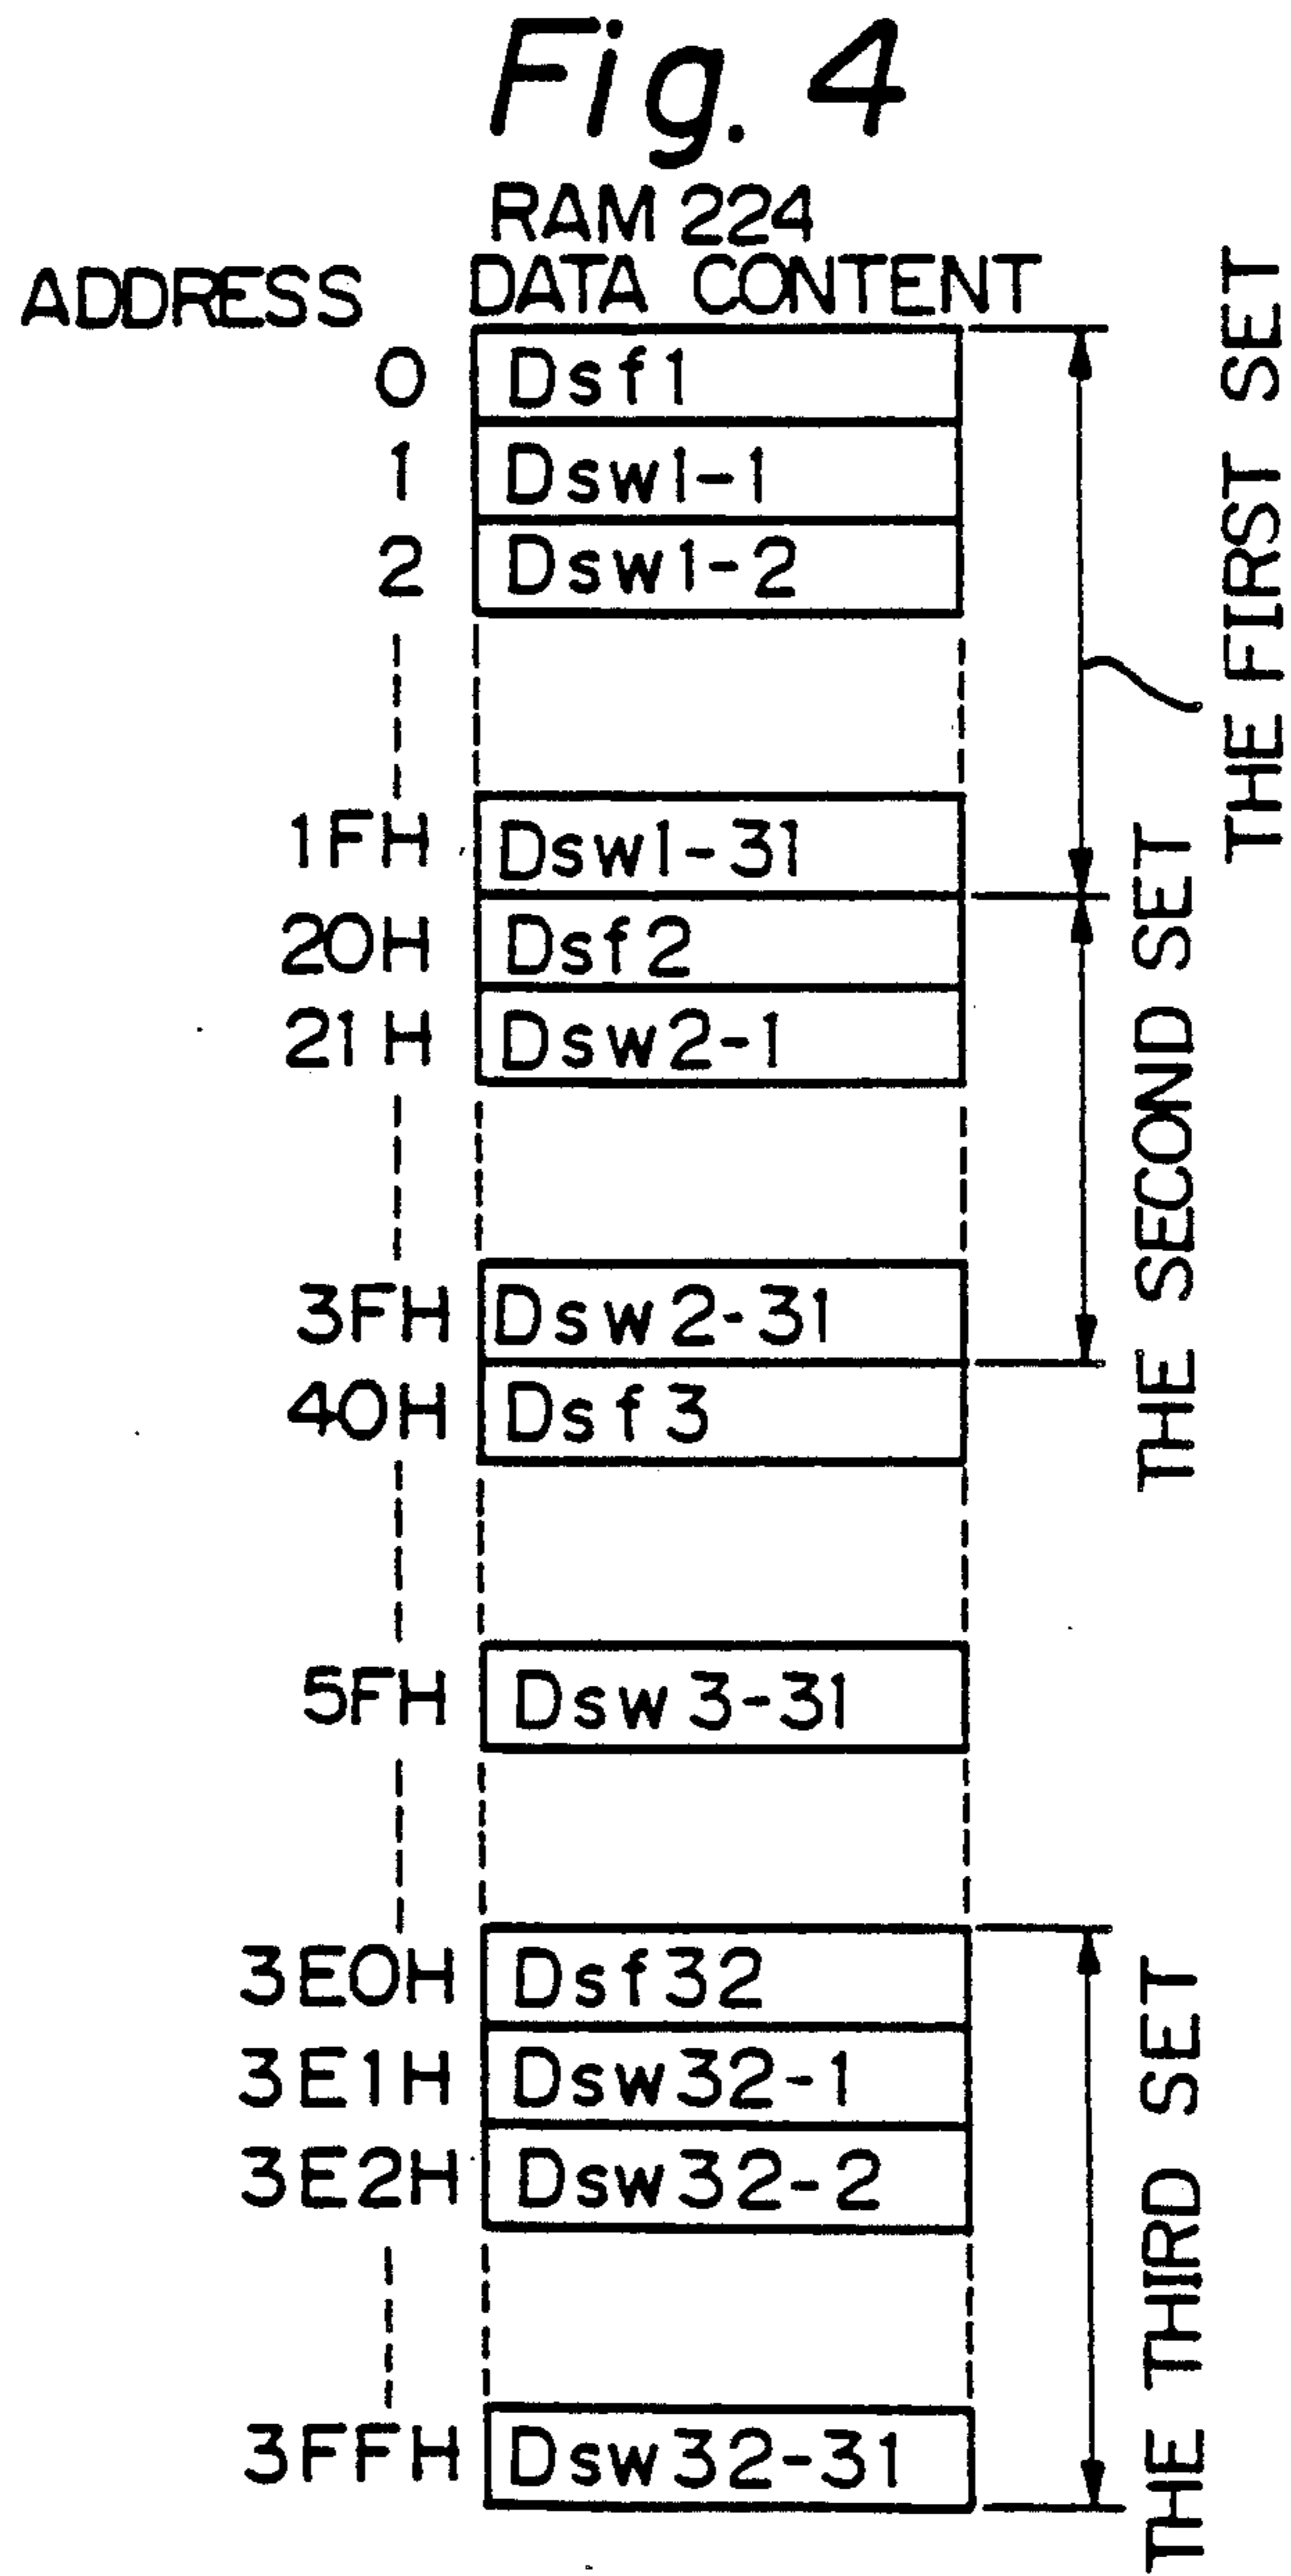 Fig. 4
RAM 224
ADDRESS DATA CONTENT
0 Dsf1
1 Dsw1-1
2 Dsw1-2
1FH Dsw1-31
20H Dsf2
21H Dsw2-1
3FH Dsw2-31
40H Dsf3
5FH Dsw3-31
3E0H Dsf32
3E1H Dsw32-1
3E2H Dsw32-2
3FFH Dsw32-31
THE FIRST SET
THE SECOND SET
THE THIRD SET